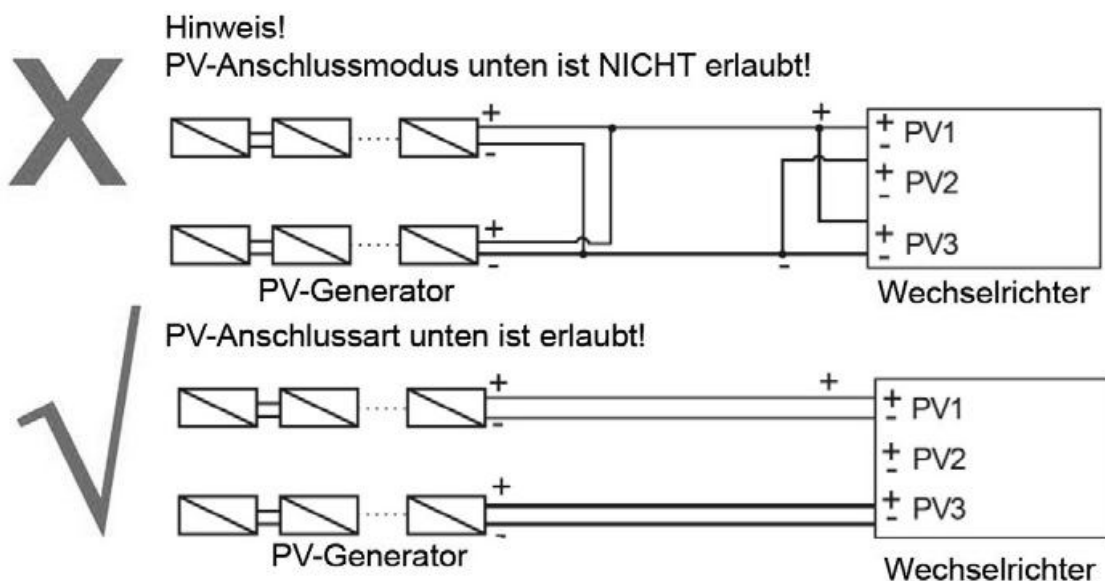 Hinweis!
PV-Anschlussmodus unten ist NICHT erlaubt!
+
-
+
-
PV-Generator
+
-
+
- PV1
+
- PV2
+
- PV3
Wechselrichter
PV-Anschlussart unten ist erlaubt!
+
-
+
-
PV-Generator
+
+
- PV1
+
- PV2
+
- PV3
Wechselrichter